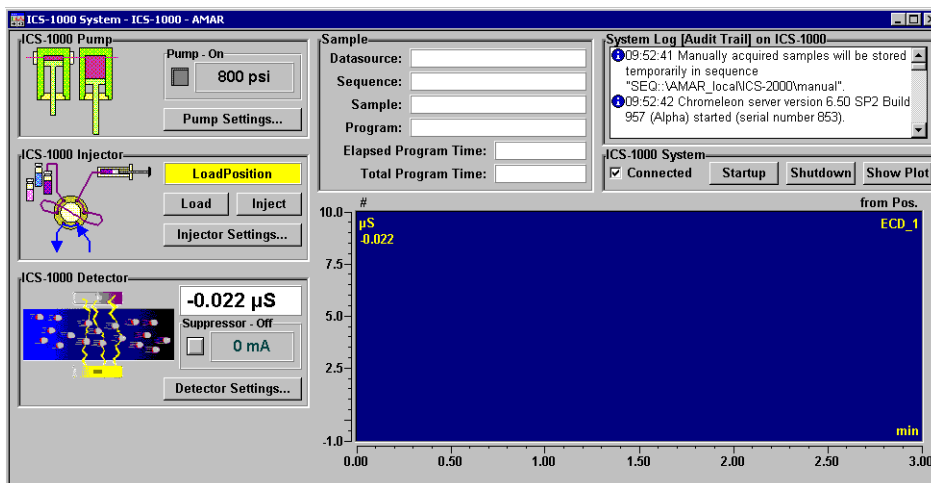 ICS-1000 System - ICS-1000 - AMAR
ICS-1000 Pump
Pump - On
800 psi
Pump Settings...
ICS-1000 Injector
LoadPosition
Load
Inject
Injector Settings...
ICS-1000 Detector
-0.022 µS
Suppressor - Off
0 mA
Detector Settings...
Sample
Datasource:
Sequence:
Sample:
Program:
Elapsed Program Time:
Total Program Time:
System Log [Audit Trail] on ICS-1000
09:52:41 Manually acquired samples will be stored
temporarily in sequence
"SEQ::\AMAR_local\ICS-2000\manual".
09:52:42 Chromeleon server version 6.50 SP2 Build
957 (Alpha) started (serial number 853).
ICS-1000 System
Connected
Startup
Shutdown
Show Plot
#
from Pos.
10.0
µS
ECD_1
-0.022
7.5
5.0
2.5
min
-1.0
0.00 0.50 1.00 1.50 2.00 2.50 3.00